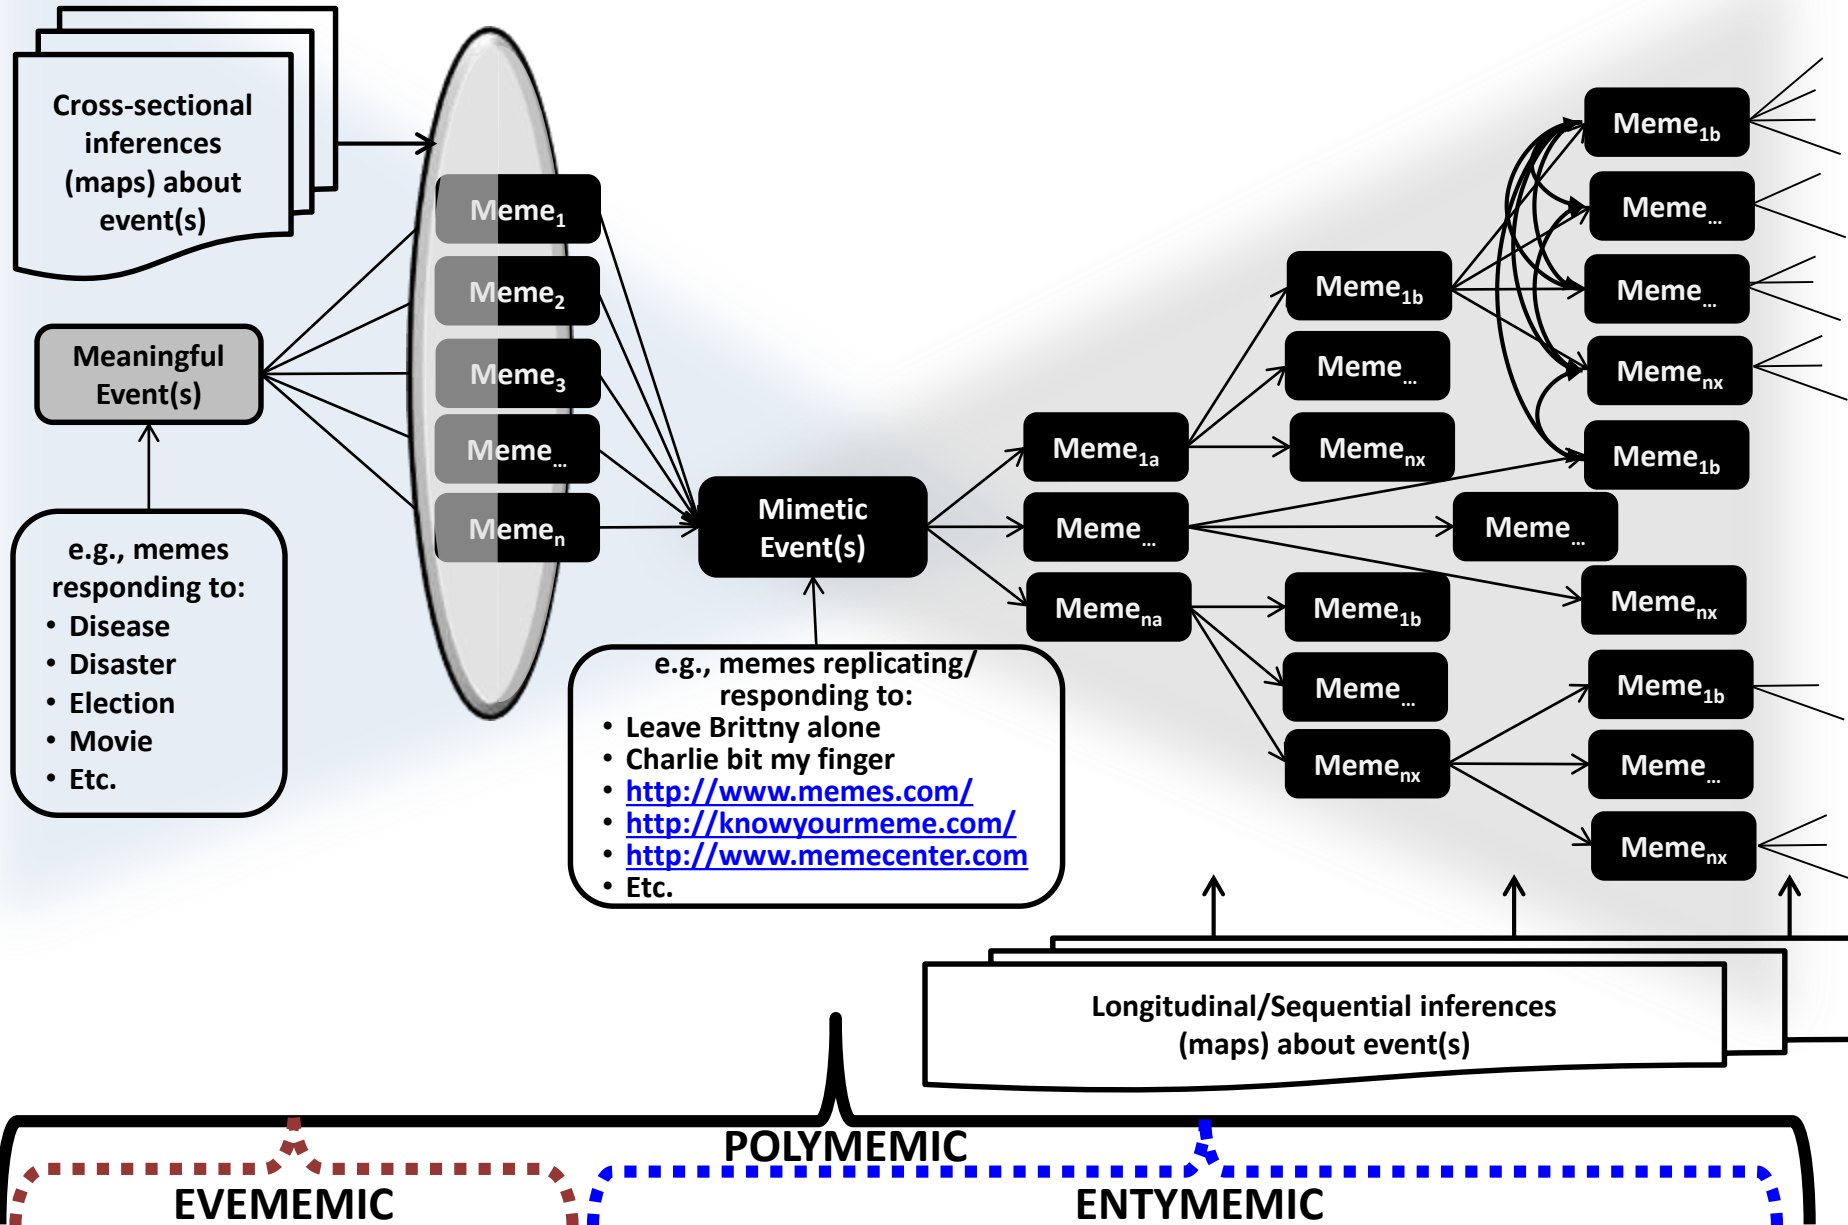 Cross-sectional
inferences
(maps) about
event(s)
Meaningful
Event(s)
e.g., memes
responding to:
• Disease
• Disaster
• Election
• Movie
• Etc.
Meme1
Meme2
Meme3
Meme...
Memen
Mimetic
Event(s)
e.g., memes replicating/
responding to:
• Leave Brittny alone
• Charlie bit my finger
• http://www.memes.com/
• http://knowyourmeme.com/
• http://www.memecenter.com
• Etc.
Meme1a
Meme...
Memena
Meme1b
Meme...
Memenx
Meme1b
Meme...
Memenx
Meme1b
Meme...
Meme...
Memenx
Meme1b
Meme...
Memenx
Meme1b
Meme...
Memenx
Longitudinal/Sequential inferences
(maps) about event(s)
POLYMEMIC
EVEMEMIC
ENTYMEMIC